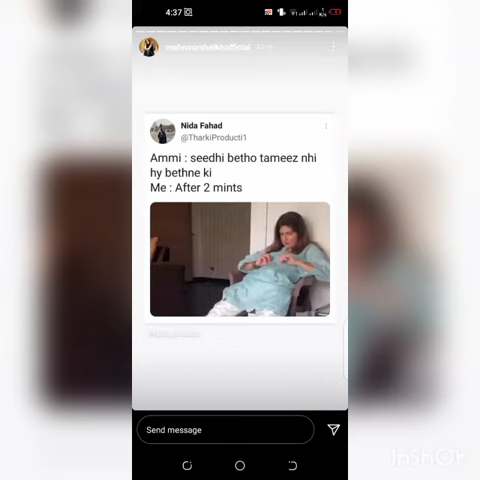 4:37
mahnoorsheikhofficial
Nida Fahad
@TharkiProducti1
Ammi : seedhi betho tameez nhi
hy bethne ki
Me : After 2 mints
Send message
InShOt